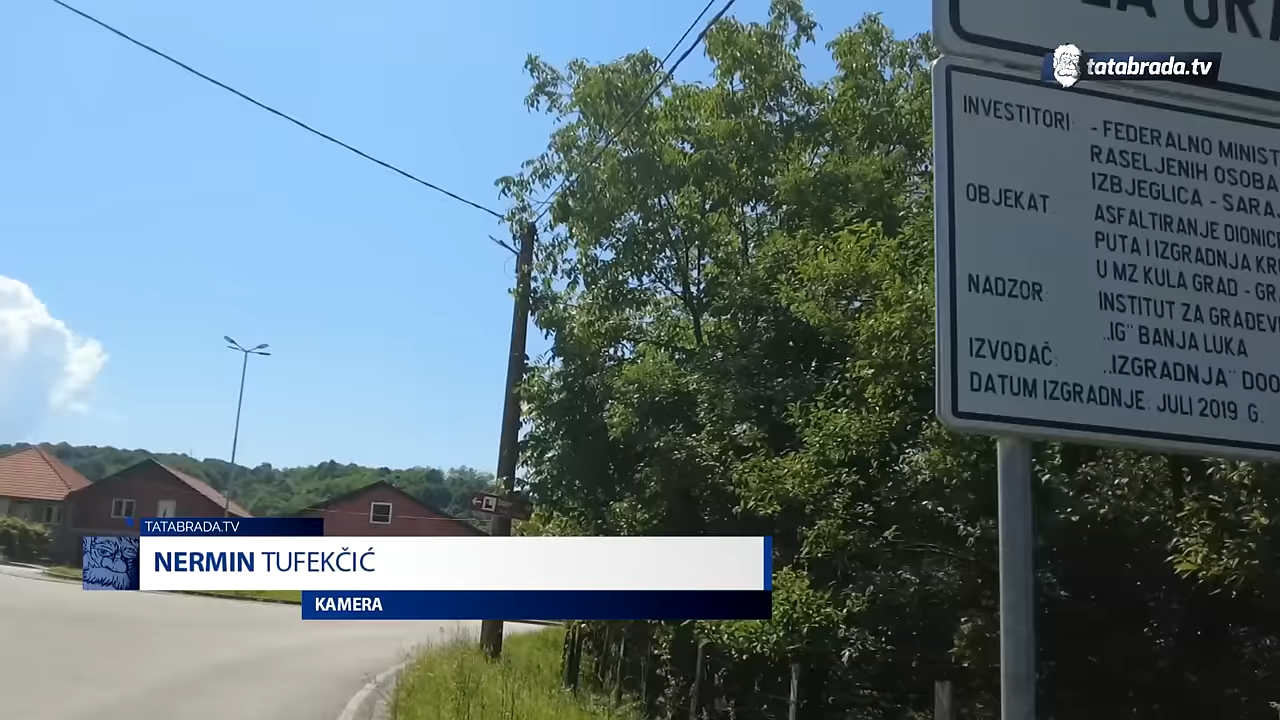 ZA
tatabrada.tv
INVESTITORI: - FEDERALNO MINIST
RASELJENIH OSOBA
IZBJEGLICA - SARA
OBJEKAT: ASFALTIRANJE DIONIC
PUTA I IZGRADNJA KR
U MZ KULA GRAD - GR
NADZOR: INSTITUT ZA GRAĐEV
„IG" BANJA LUKA
IZVOĐAČ: „IZGRADNJA" DOO
DATUM IZGRADNJE: JULI 2019 G.
TATABRADA.TV
NERMIN TUFEKČIĆ
KAMERA